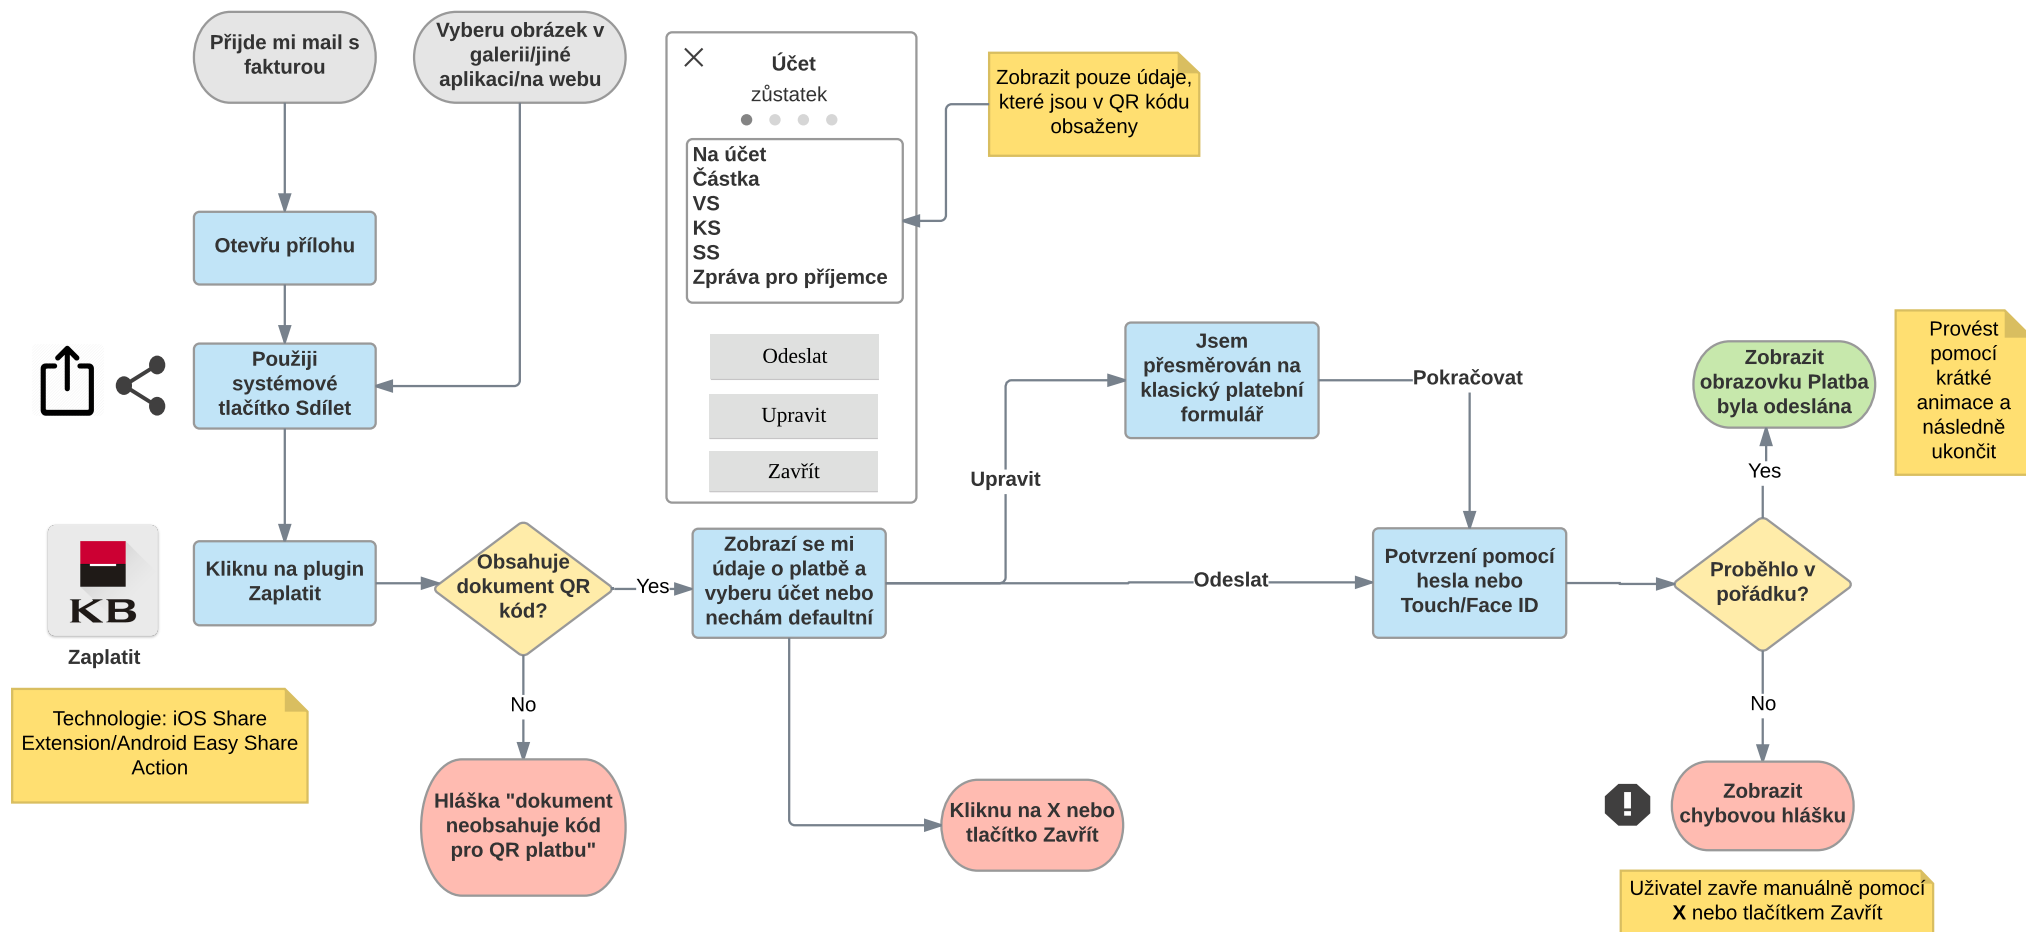 Přijde mi mail s
fakturou
Vyberu obrázek v
galerii/jiné
aplikaci/na webu
Účet
zůstatek
Na účet
Částka
VS
KS
SS
Zpráva pro příjemce
Odeslat
Upravit
Zavřít
Zobrazit pouze údaje,
které jsou v QR kódu
obsaženy
Otevřu přílohu
Použiji
systémové
tlačítko Sdílet
Kliknu na plugin
Zaplatit
KB
Zaplatit
Technologie: iOS Share
Extension/Android Easy Share
Action
Obsahuje
dokument QR
kód?
Yes
No
Hláška "dokument
neobsahuje kód
pro QR platbu"
Zobrazí se mi
údaje o platbě a
vyberu účet nebo
nechám defaultní
Upravit
Odeslat
Kliknu na X nebo
tlačítko Zavřít
Jsem
přesměrován na
klasický platební
formulář
Pokračovat
Potvrzení pomocí
hesla nebo
Touch/Face ID
Proběhlo v
pořádku?
Yes
Zobrazit
obrazovku Platba
byla odeslána
Provést
pomocí
krátké
animace a
následně
ukončit
No
Zobrazit
chybovou hlášku
Uživatel zavře manuálně pomocí
X nebo tlačítkem Zavřít